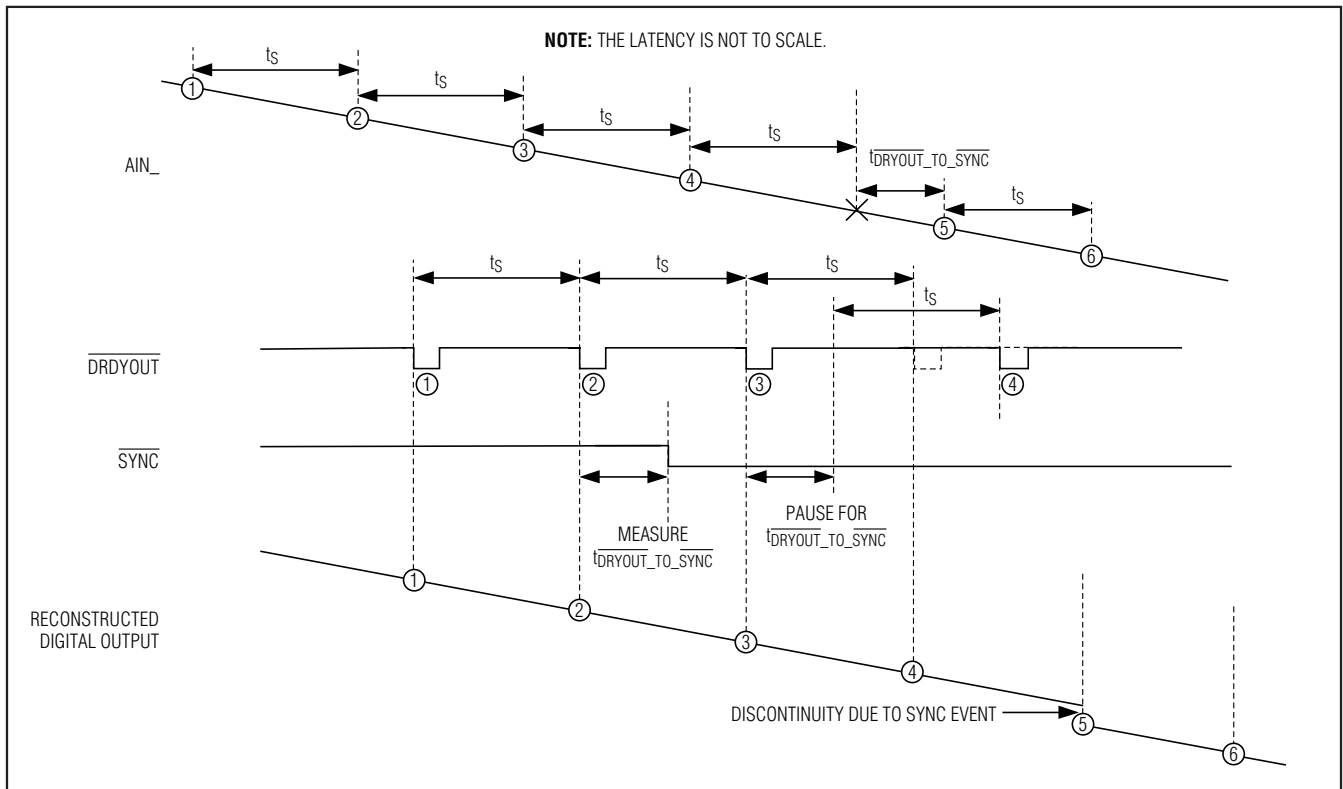 NOTE: THE LATENCY IS NOT TO SCALE.
tS
tS
tS
tS
tDRYOUT_TO_SYNC
tS
1
2
3
4
5
6
AIN_
tS
tS
tS
tS
DRDYOUT
1
2
3
4
SYNC
MEASURE
tDRYOUT_TO_SYNC
PAUSE FOR
tDRYOUT_TO_SYNC
RECONSTRUCTED
DIGITAL OUTPUT
1
2
3
4
DISCONTINUITY DUE TO SYNC EVENT
5
6